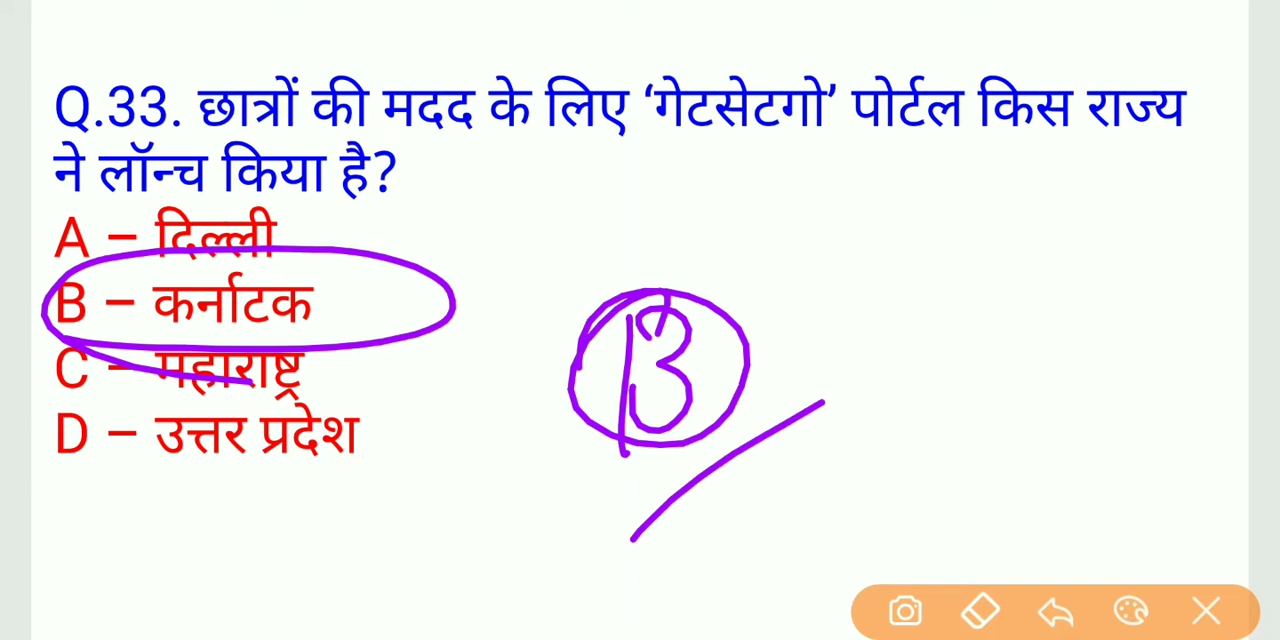 Q.33. छात्रों की मदद के लिए ‘गेटसेटगो’ पोर्टल किस राज्य
ने लॉन्च किया है?
A – दिल्ली
B – कर्नाटक
C – महाराष्ट्र
D – उत्तर प्रदेश
B